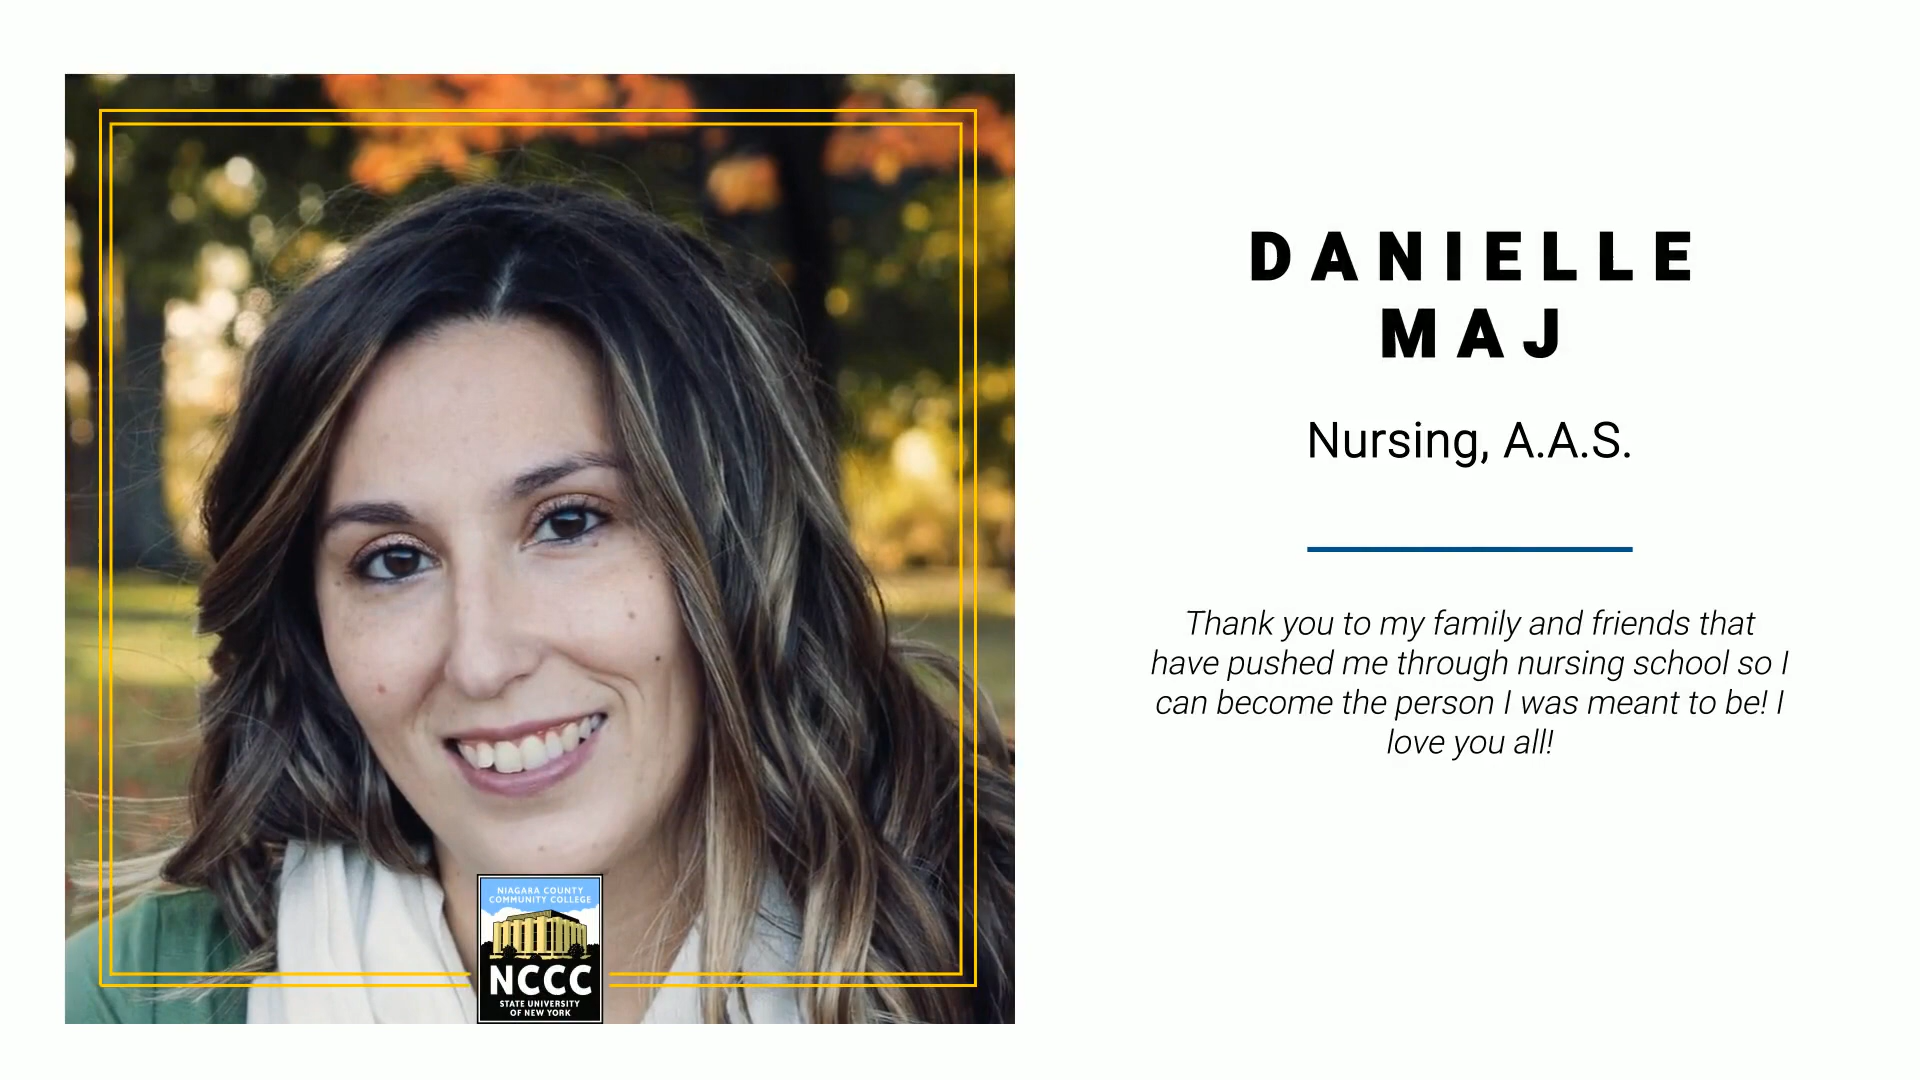 DANIELLE
MAJ
Nursing, A.A.S.
Thank you to my family and friends that
have pushed me through nursing school so I
can become the person I was meant to be! I
love you all!
NIAGARA COUNTY
COMMUNITY COLLEGE
NCCC
STATE UNIVERSITY
OF NEW YORK